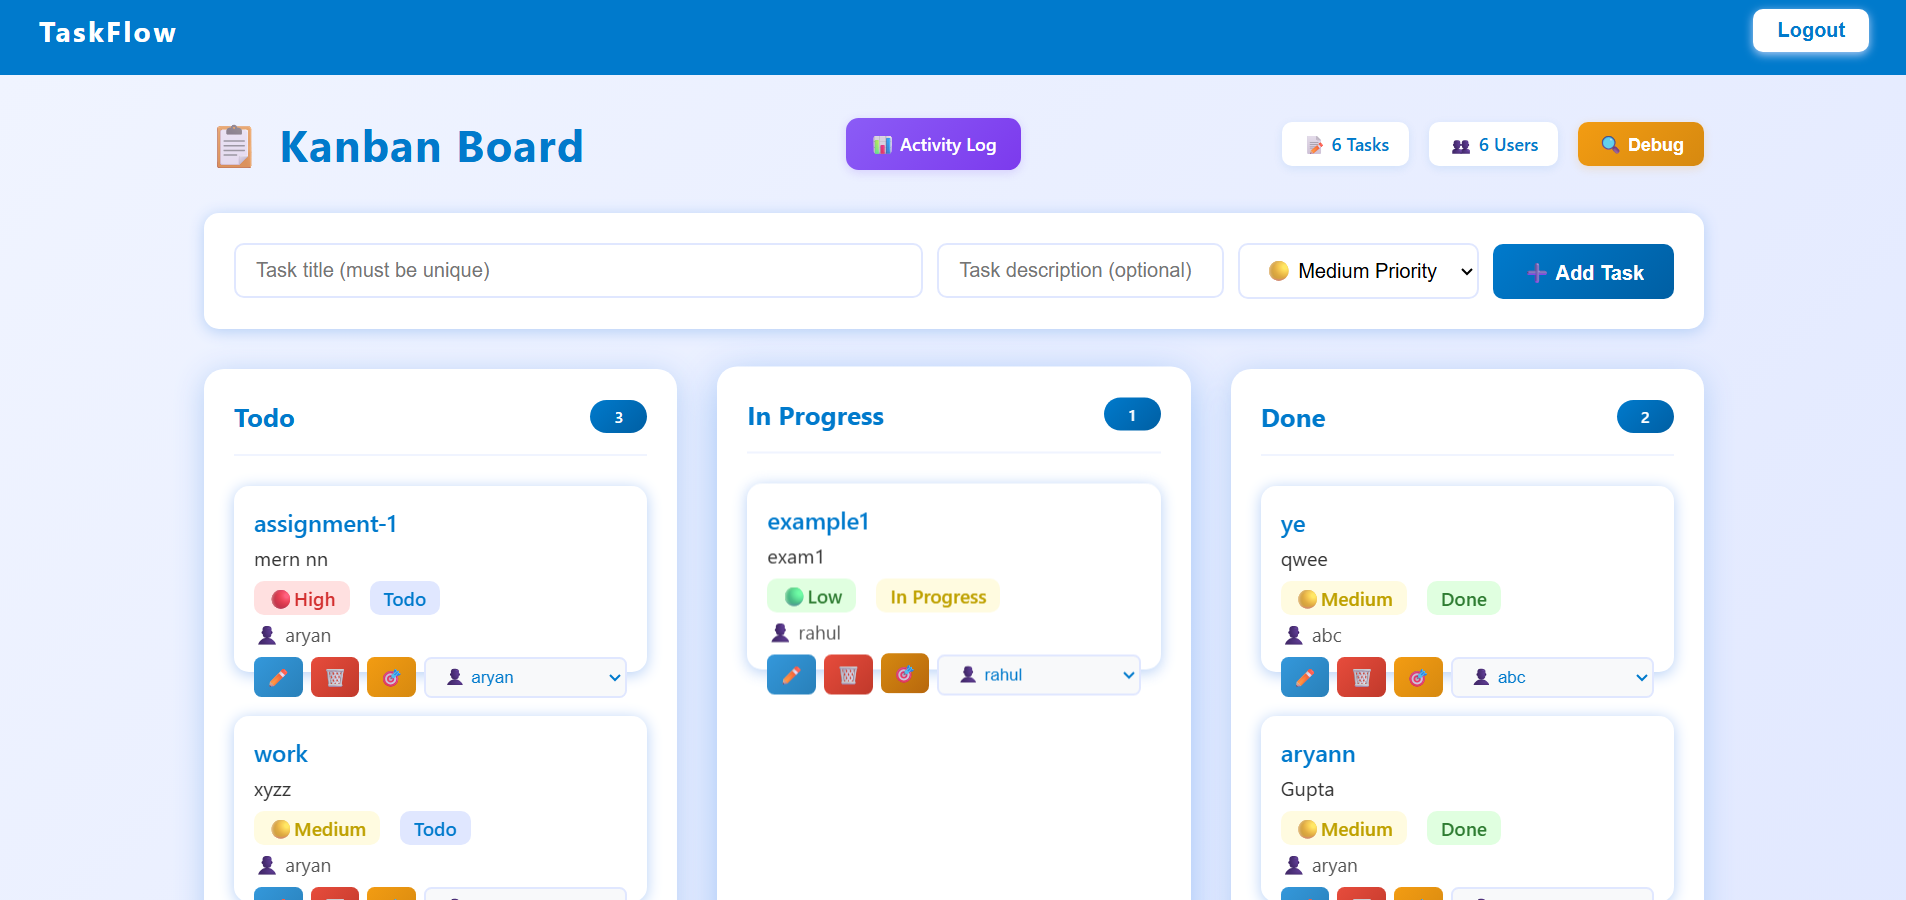 TaskFlow
Logout
Kanban Board
Activity Log
6 Tasks
6 Users
Debug
Task title (must be unique)
Task description (optional)
Medium Priority
Add Task
Todo
3
assignment-1
mern nn
High
Todo
aryan
aryan
work
xyzz
Medium
Todo
aryan
In Progress
1
example1
exam1
Low
In Progress
rahul
rahul
Done
2
ye
qwee
Medium
Done
abc
abc
aryann
Gupta
Medium
Done
aryan